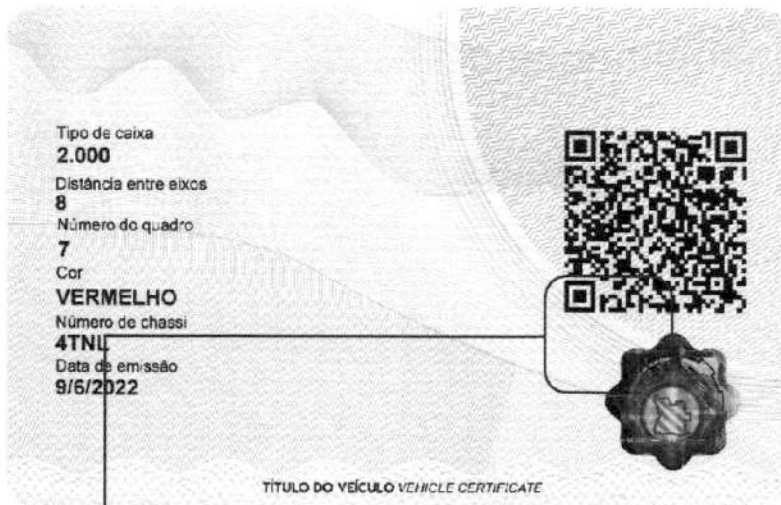 Tipo de caixa
2.000
Distância entre eixos
8
Número do quadro
7
Cor
VERMELHO
Número de chassi
4TNL
Data de emissão
9/6/2022
TÍTULO DO VEÍCULO VEHICLE CERTIFICATE